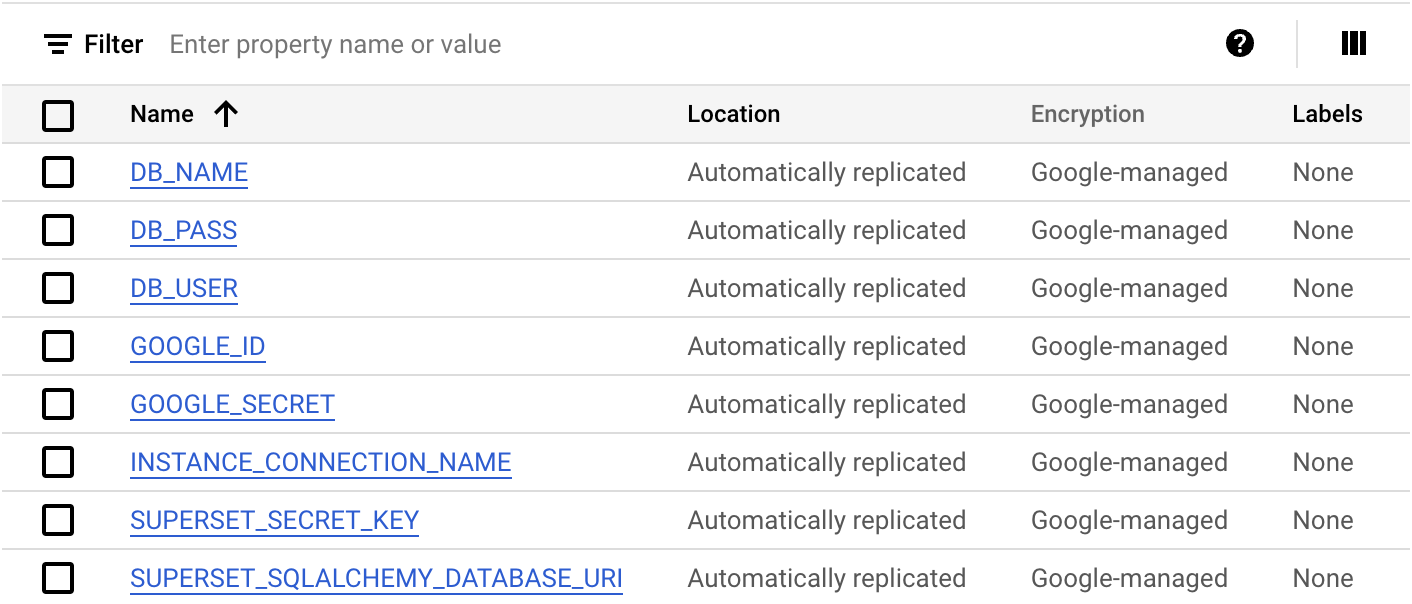 Filter Enter property name or value
Name Location Encryption Labels
DB_NAME Automatically replicated Google-managed None
DB_PASS Automatically replicated Google-managed None
DB_USER Automatically replicated Google-managed None
GOOGLE_ID Automatically replicated Google-managed None
GOOGLE_SECRET Automatically replicated Google-managed None
INSTANCE_CONNECTION_NAME Automatically replicated Google-managed None
SUPERSET_SECRET_KEY Automatically replicated Google-managed None
SUPERSET_SQLALCHEMY_DATABASE_URI Automatically replicated Google-managed None